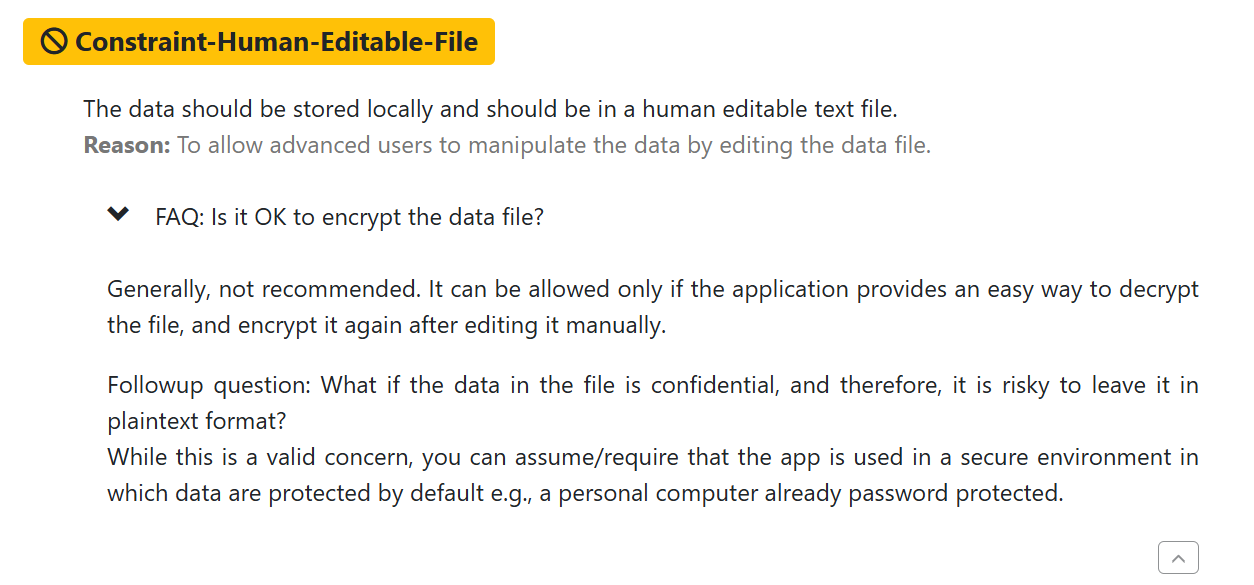 Constraint-Human-Editable-File
The data should be stored locally and should be in a human editable text file.
Reason: To allow advanced users to manipulate the data by editing the data file.
FAQ: Is it OK to encrypt the data file?
Generally, not recommended. It can be allowed only if the application provides an easy way to decrypt
the file, and encrypt it again after editing it manually.
Followup question: What if the data in the file is confidential, and therefore, it is risky to leave it in
plaintext format?
While this is a valid concern, you can assume/require that the app is used in a secure environment in
which data are protected by default e.g., a personal computer already password protected.